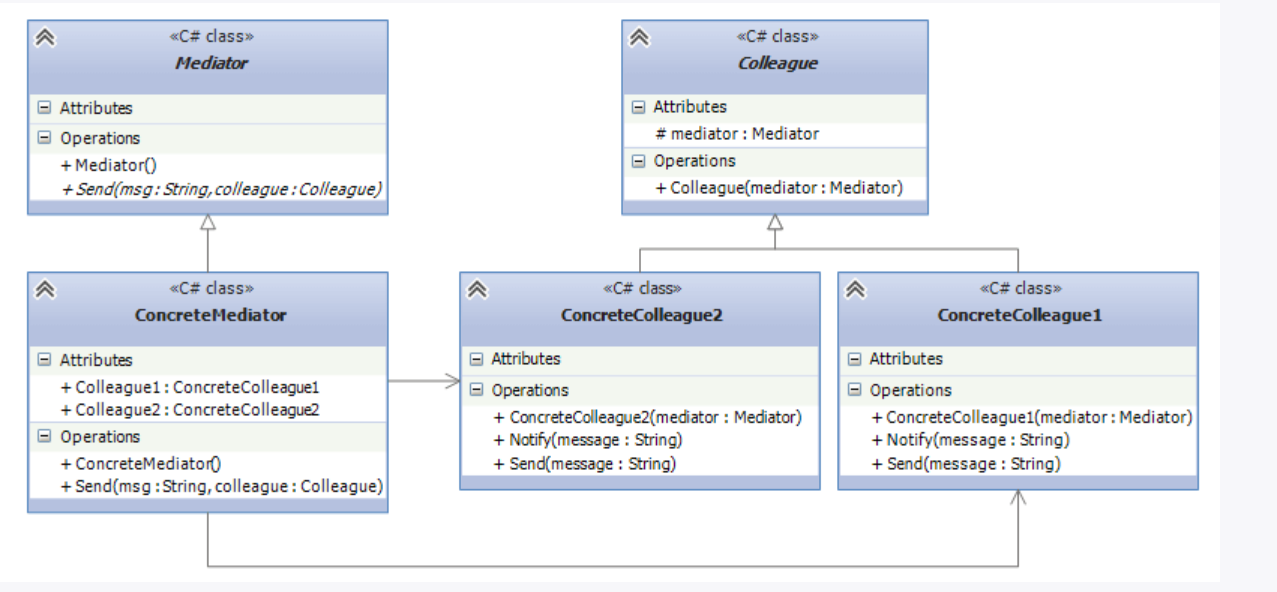 «C# class»
Mediator
Attributes
Operations
+ Mediator()
+ Send(msg : String, colleague : Colleague)
«C# class»
Colleague
Attributes
# mediator : Mediator
Operations
+ Colleague(mediator : Mediator)
«C# class»
ConcreteMediator
Attributes
+ Colleague1 : ConcreteColleague1
+ Colleague2 : ConcreteColleague2
Operations
+ ConcreteMediator()
+ Send(msg : String, colleague : Colleague)
«C# class»
ConcreteColleague2
Attributes
Operations
+ ConcreteColleague2(mediator : Mediator)
+ Notify(message : String)
+ Send(message : String)
«C# class»
ConcreteColleague1
Attributes
Operations
+ ConcreteColleague1(mediator : Mediator)
+ Notify(message : String)
+ Send(message : String)